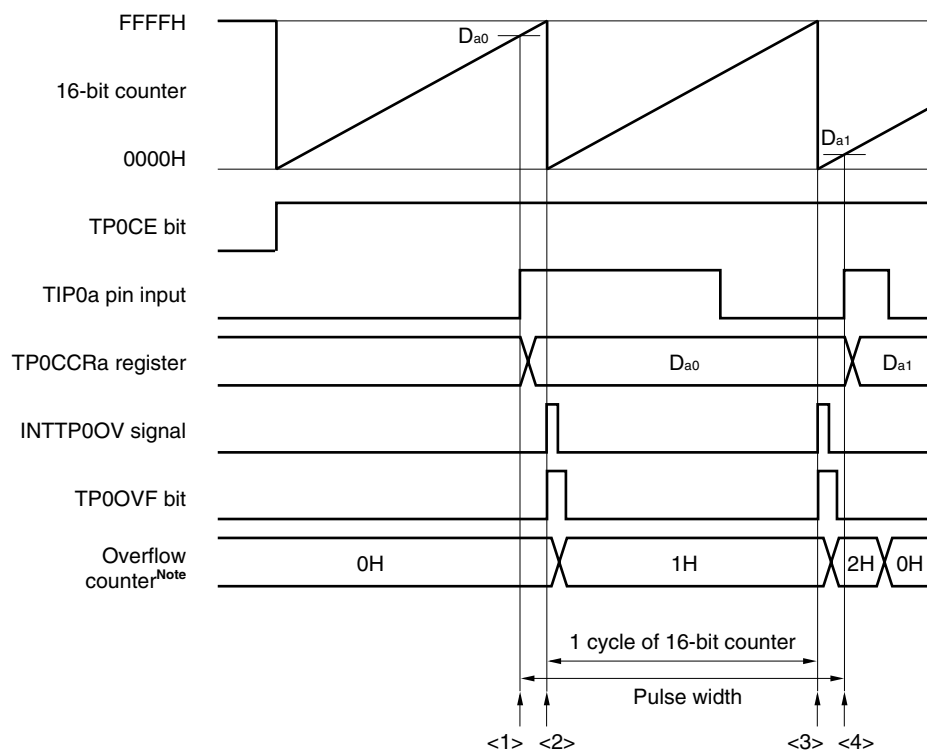 FFFFH
Da0
16-bit counter
Da1
0000H
TP0CE bit
TIP0a pin input
TP0CCRa register
Da0
Da1
INTTP0OV signal
TP0OVF bit
Overflow
counterNote
0H
1H
2H
0H
1 cycle of 16-bit counter
Pulse width
<1> <2> <3> <4>